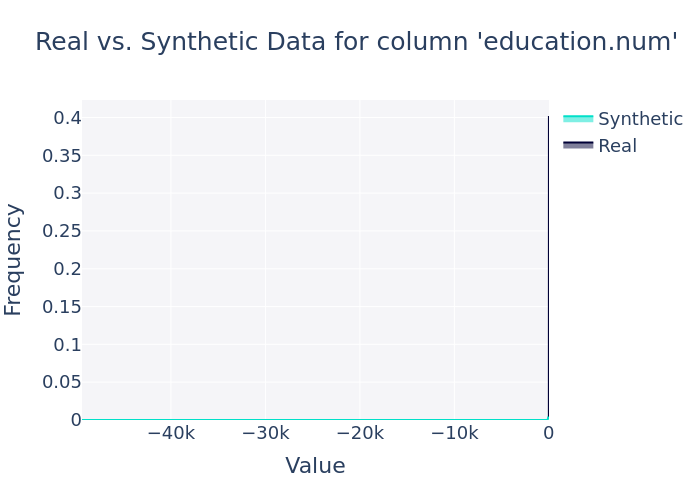 Real vs. Synthetic Data for column 'education.num'
Synthetic
Real
Frequency
0.4
0.35
0.3
0.25
0.2
0.15
0.1
0.05
0
−40k
−30k
−20k
−10k
0
Value